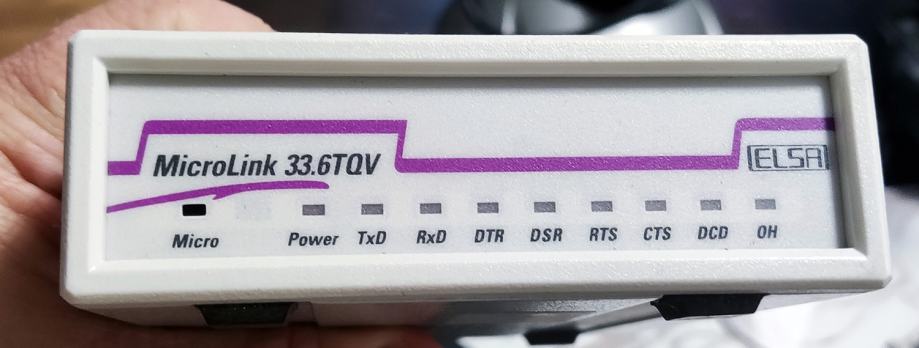 MicroLink 33.6TQV
ELSA
Micro Power TxD RxD DTR DSR RTS CTS DCD OH